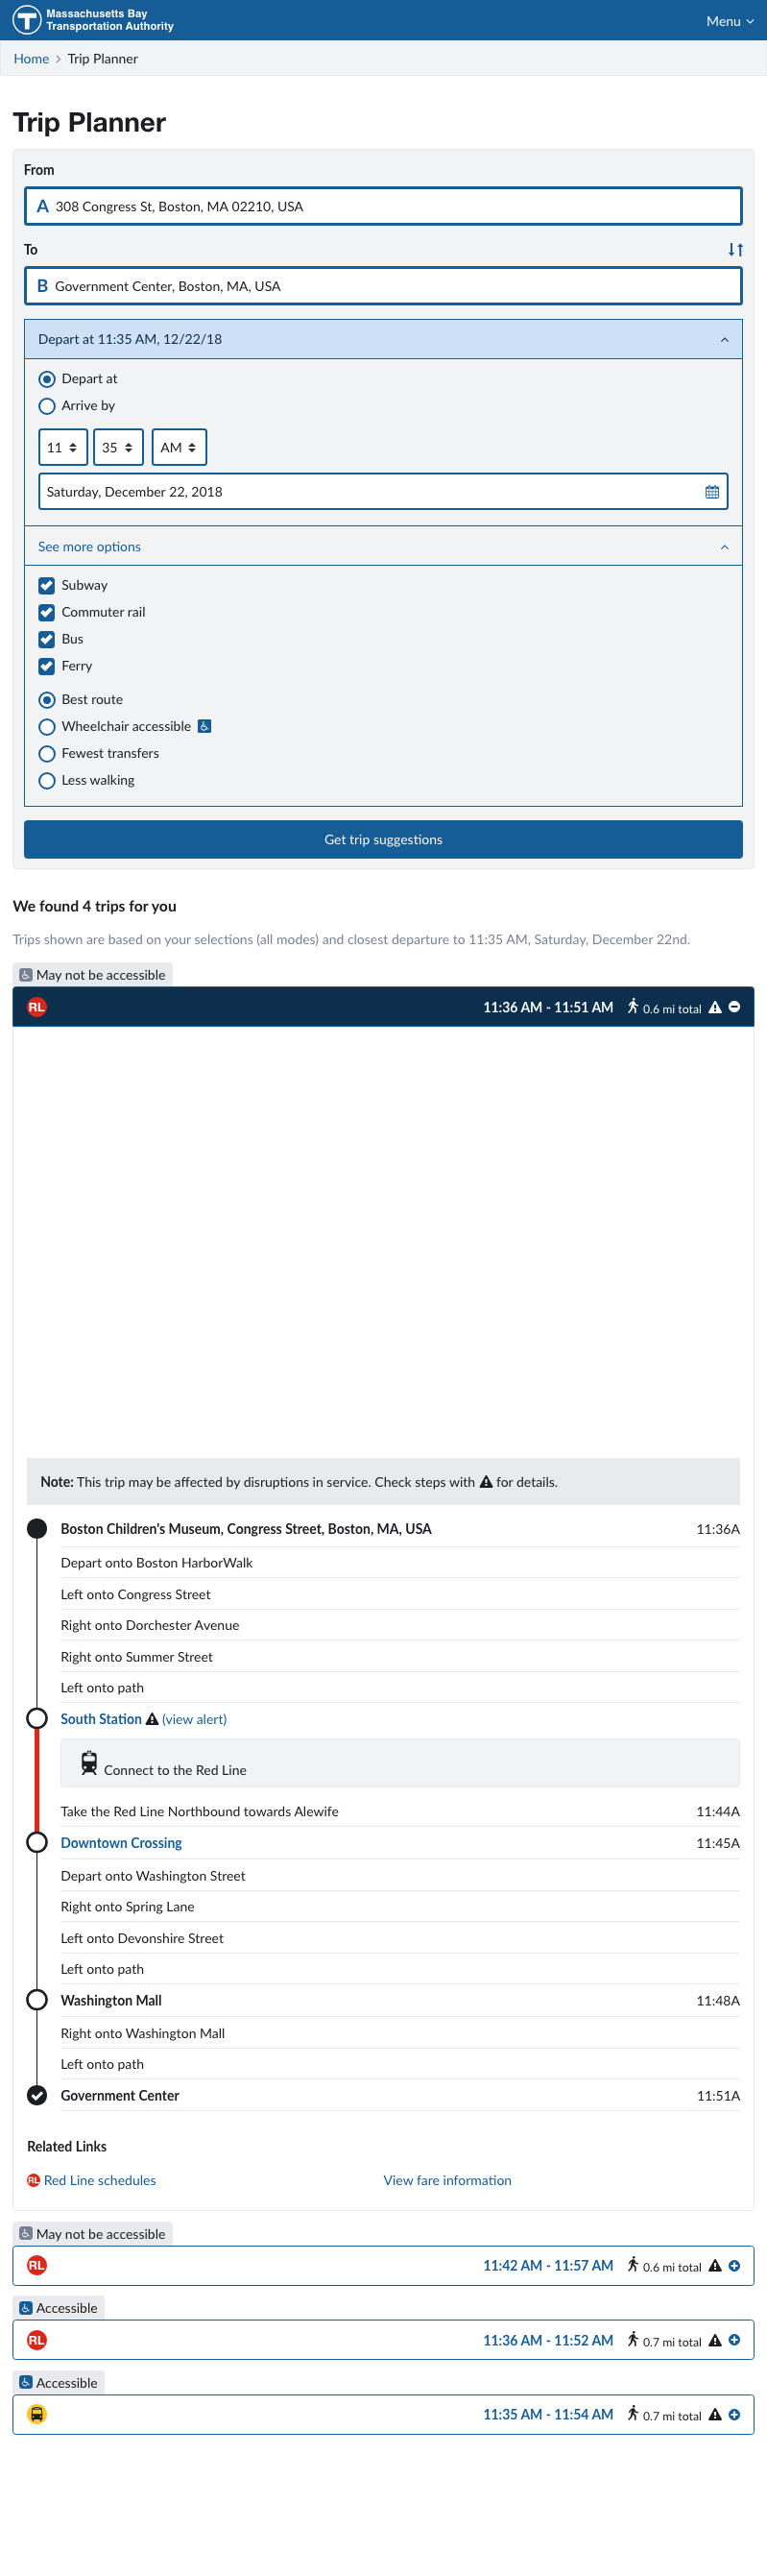 Massachusetts Bay
Transportation Authority
Menu
Home > Trip Planner
Trip Planner
From
A 308 Congress St, Boston, MA 02210, USA
To
B Government Center, Boston, MA, USA
Depart at 11:35 AM, 12/22/18
Depart at
Arrive by
11 35 AM
Saturday, December 22, 2018
See more options
Subway
Commuter rail
Bus
Ferry
Best route
Wheelchair accessible
Fewest transfers
Less walking
Get trip suggestions
We found 4 trips for you
Trips shown are based on your selections (all modes) and closest departure to 11:35 AM, Saturday, December 22nd.
May not be accessible
RL 11:36 AM - 11:51 AM 0.6 mi total
Note: This trip may be affected by disruptions in service. Check steps with for details.
Boston Children's Museum, Congress Street, Boston, MA, USA 11:36A
Depart onto Boston HarborWalk
Left onto Congress Street
Right onto Dorchester Avenue
Right onto Summer Street
Left onto path
South Station (view alert)
Connect to the Red Line
Take the Red Line Northbound towards Alewife 11:44A
Downtown Crossing 11:45A
Depart onto Washington Street
Right onto Spring Lane
Left onto Devonshire Street
Left onto path
Washington Mall 11:48A
Right onto Washington Mall
Left onto path
Government Center 11:51A
Related Links
RL Red Line schedules View fare information
May not be accessible
RL 11:42 AM - 11:57 AM 0.6 mi total
Accessible
RL 11:36 AM - 11:52 AM 0.7 mi total
Accessible
11:35 AM - 11:54 AM 0.7 mi total